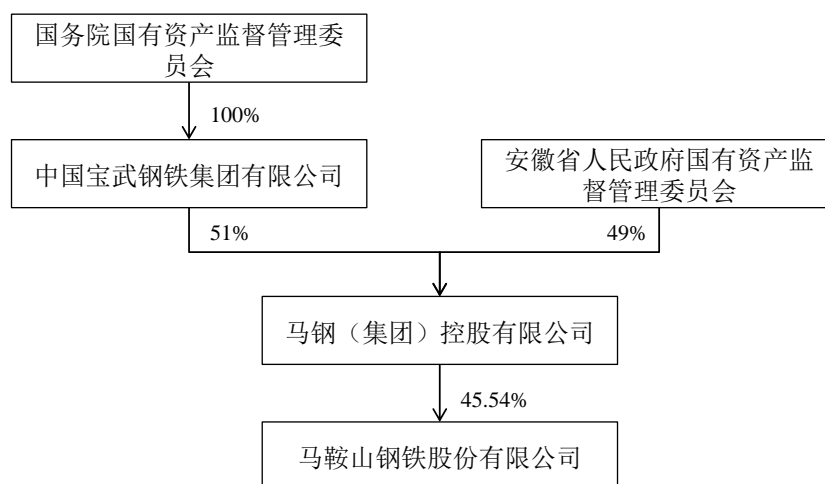 国务院国有资产监督管理委
员会
100%
中国宝武钢铁集团有限公司
安徽省人民政府国有资产监
督管理委员会
51%
49%
马钢（集团）控股有限公司
45.54%
马鞍山钢铁股份有限公司